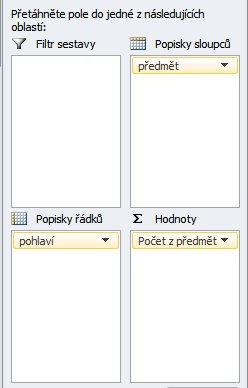 Přetáhněte pole do jedné z následujících
oblastí:
Filtr sestavy
Popisky sloupců
předmět
Popisky řádků
Σ Hodnoty
pohlaví
Počet z předmět